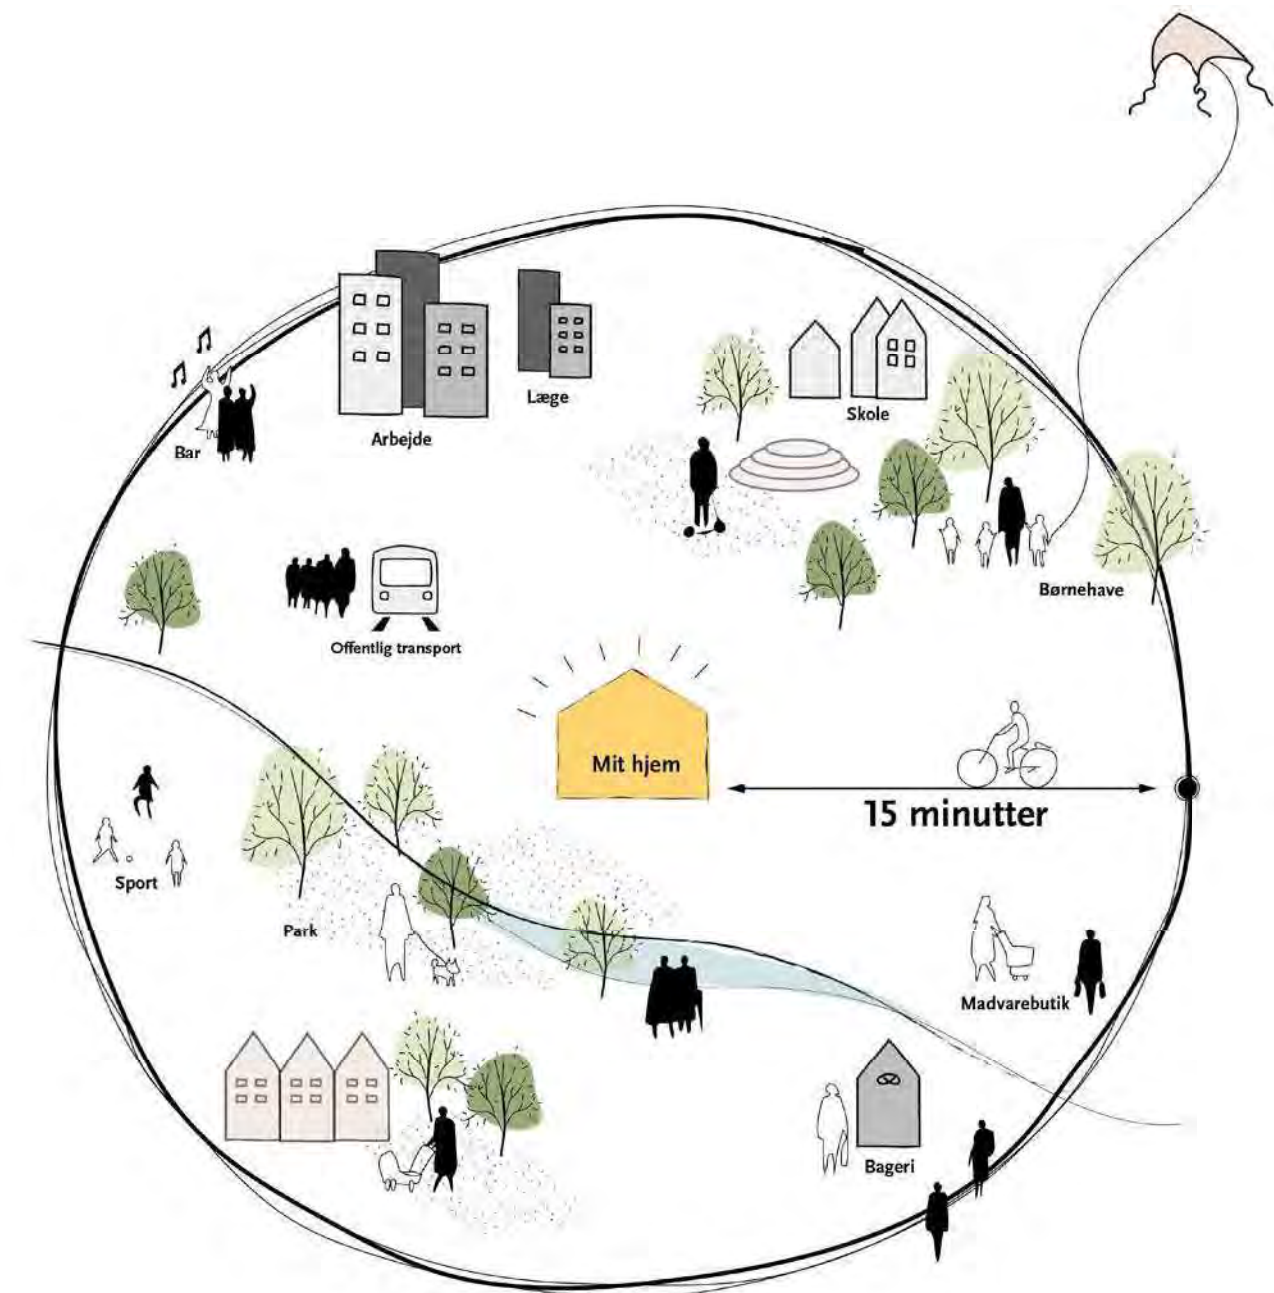 Læge
Skole
Arbejde
Bar
Børnehave
Offentlig transport
Mit hjem
15 minutter
Sport
Park
Madvarebutik
Bageri